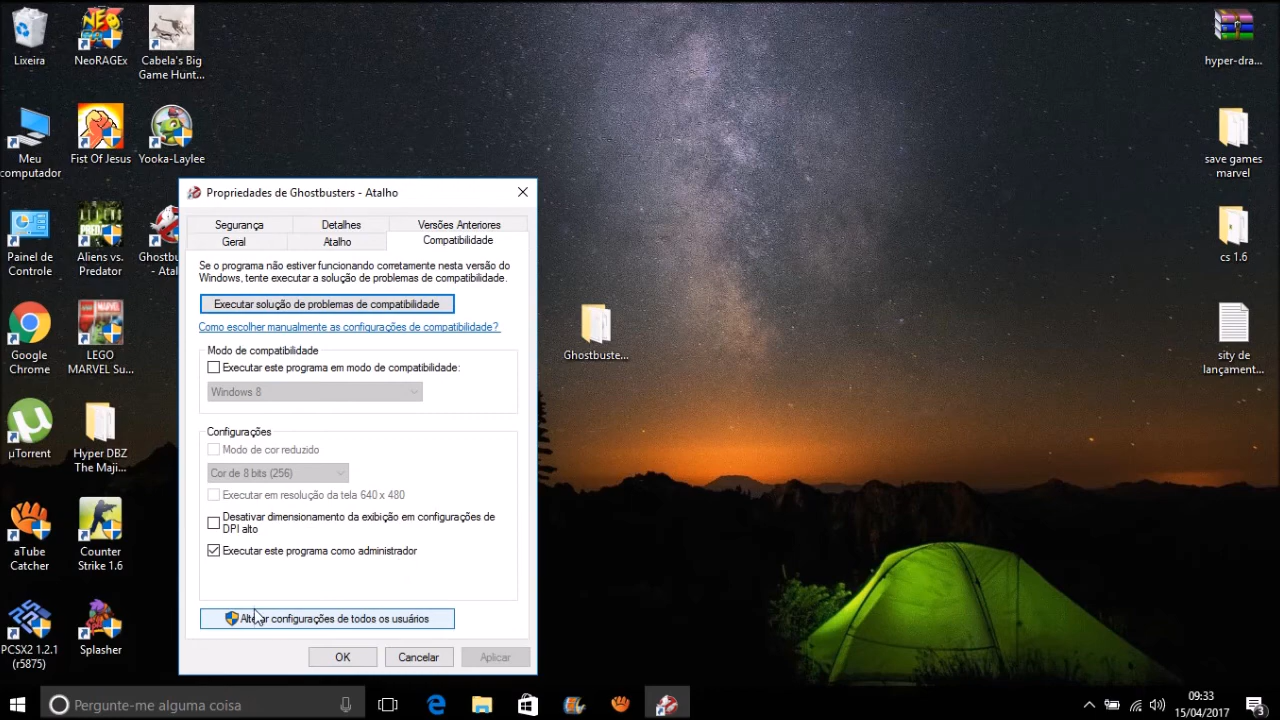 Lixeira
NeoRAGEx
Cabela's Big
Game Hunt...
hyper-dra...
Meu
computador
Fist Of Jesus
Yooka-Laylee
save games
marvel
Propriedades de Ghostbusters - Atalho
Segurança
Detalhes
Versões Anteriores
Geral
Atalho
Compatibilidade
Painel de
Controle
Aliens vs.
Predator
Ghostbu
- Atal
cs 1.6
Se o programa não estiver funcionando corretamente nesta versão do
Windows, tente executar a solução de problemas de compatibilidade.
Executar solução de problemas de compatibilidade
Como escolher manualmente as configurações de compatibilidade?
Google
Chrome
LEGO
MARVEL Su...
Ghostbuste...
sity de
lançament...
Modo de compatibilidade
Executar este programa em modo de compatibilidade:
Windows 8
µTorrent
Hyper DBZ
The Maji...
Configurações
Modo de cor reduzido
Cor de 8 bits (256)
Executar em resolução da tela 640 x 480
Desativar dimensionamento da exibição em configurações de
DPI alto
Executar este programa como administrador
aTube
Catcher
Counter
Strike 1.6
Alterar configurações de todos os usuários
PCSX2 1.2.1
(r5875)
Splasher
OK
Cancelar
Aplicar
Pergunte-me alguma coisa
09:33
15/04/2017
3